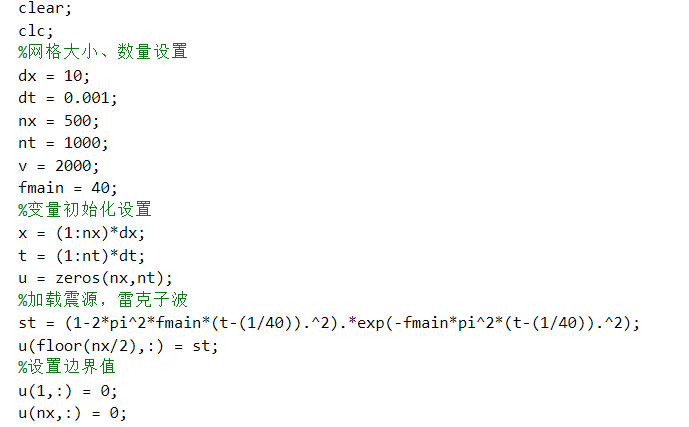 clear;
clc;
%网格大小、数量设置
dx = 10;
dt = 0.001;
nx = 500;
nt = 1000;
v = 2000;
fmain = 40;
%变量初始化设置
x = (1:nx)*dx;
t = (1:nt)*dt;
u = zeros(nx,nt);
%加载震源，雷克子波
st = (1-2*pi^2*fmain*(t-(1/40)).^2).*exp(-fmain*pi^2*(t-(1/40)).^2);
u(floor(nx/2),:) = st;
%设置边界值
u(1,:) = 0;
u(nx,:) = 0;